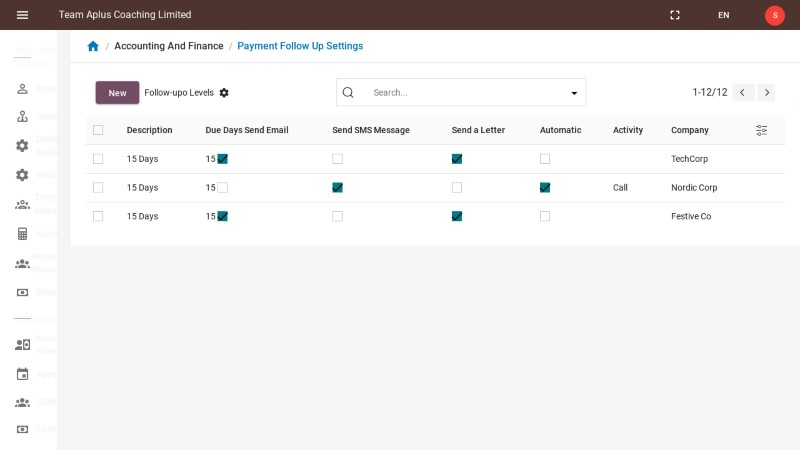 Team Aplus Coaching Limited EN S
/ Accounting And Finance / Payment Follow Up Settings
New Follow-upo Levels Search... 1-12/12
Description Due Days Send Email Send SMS Message Send a Letter Automatic Activity Company
15 Days 15 TechCorp
15 Days 15 Call Nordic Corp
15 Days 15 Festive Co